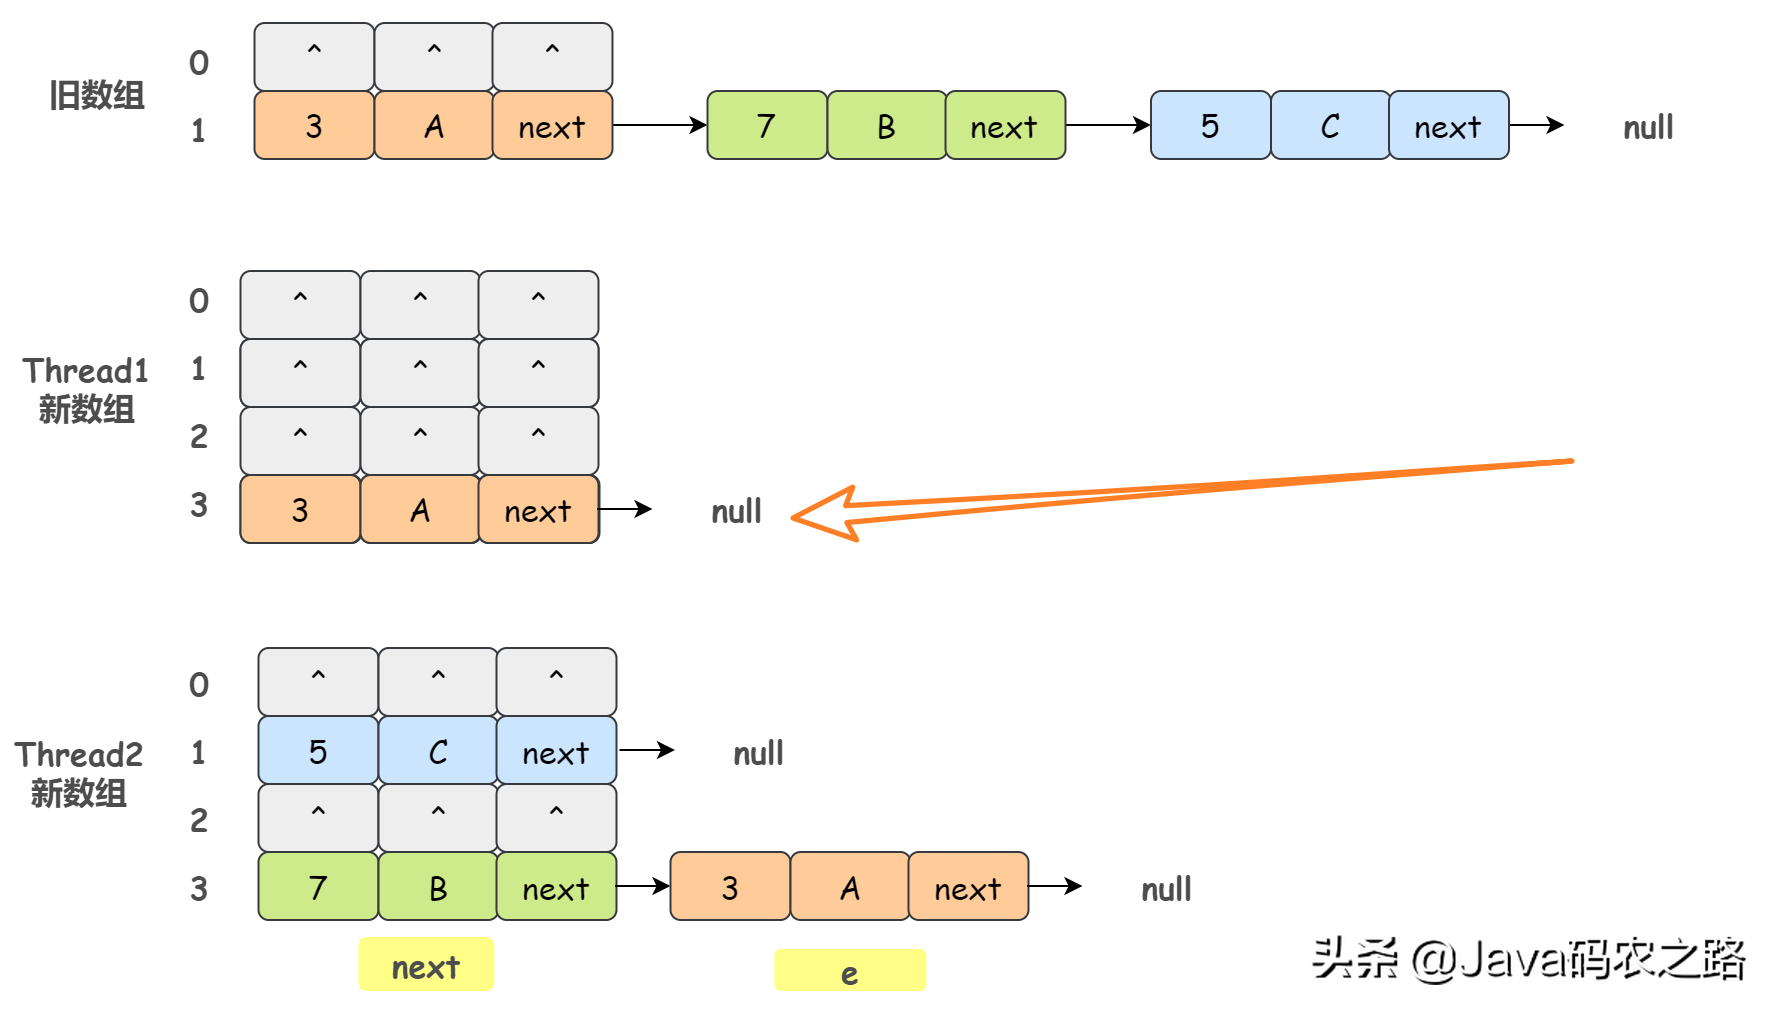 0 ^ ^ ^
旧数组
1 3 A next 7 B next 5 C next null
0 ^ ^ ^
Thread1
新数组
1 ^ ^ ^
2 ^ ^ ^
3 3 A next null
0 ^ ^ ^
Thread2
新数组
1 5 C next null
2 ^ ^ ^
3 7 B next 3 A next null
next e
头条 @Java码农之路